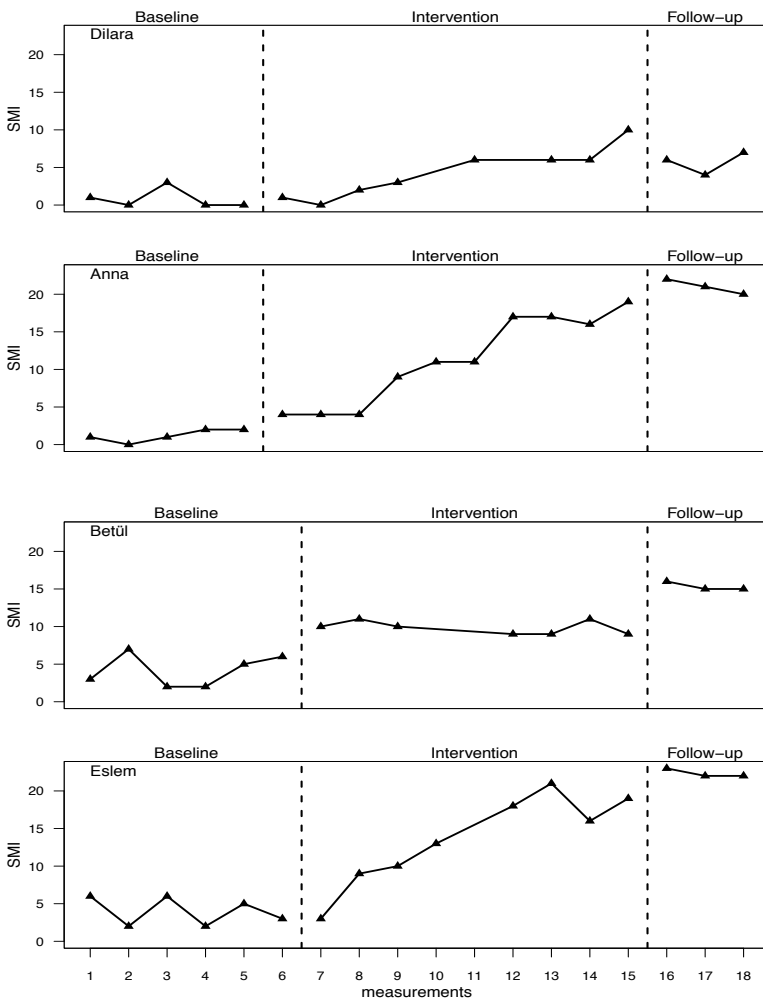 Baseline Intervention Follow−up
Dilara
20
15
10
5
0
SMI
Baseline Intervention Follow−up
Anna
20
15
10
5
0
SMI
Baseline Intervention Follow−up
Betül
20
15
10
5
0
SMI
Baseline Intervention Follow−up
Eslem
20
15
10
5
0
SMI
1 2 3 4 5 6 7 8 9 10 11 12 13 14 15 16 17 18
measurements